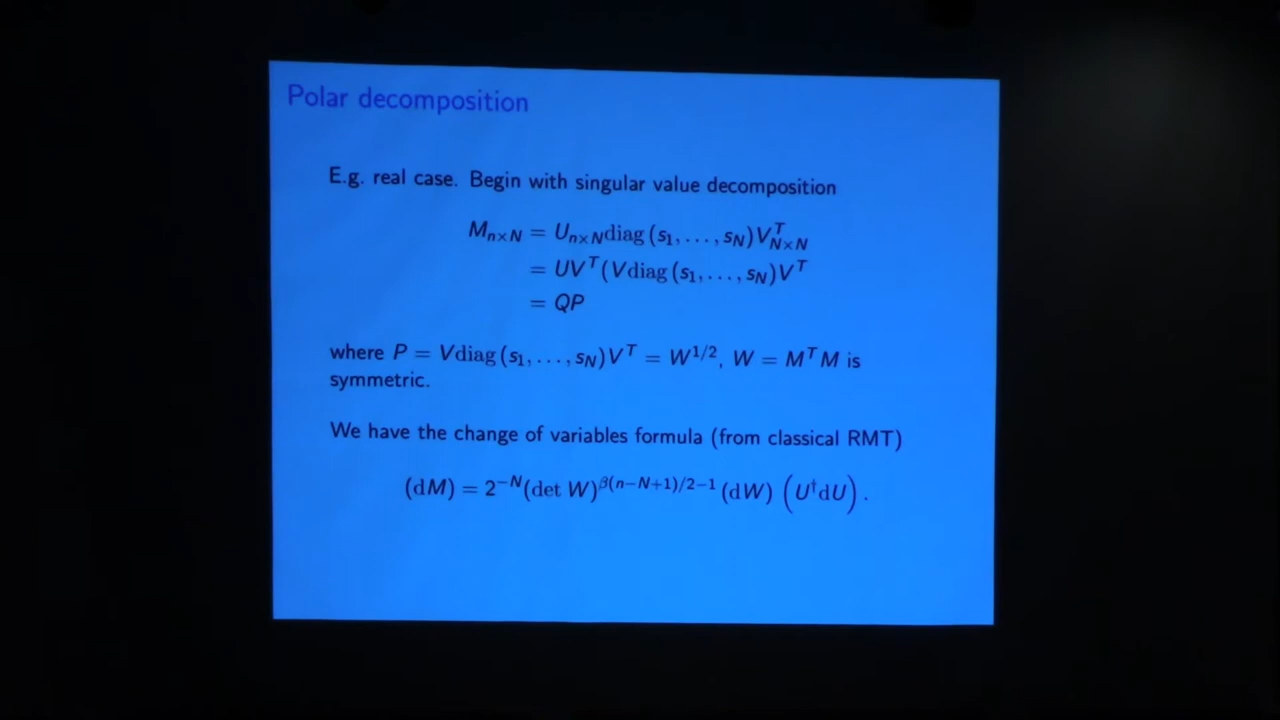 Polar decomposition
E.g. real case. Begin with singular value decomposition
M_{n×N} = U_{n×N}diag (s_1, . . . , s_N)V^T_{N×N}
= UV^T(Vdiag (s_1, . . . , s_N)V^T
= QP
where P = Vdiag (s_1, . . . , s_N)V^T = W^{1/2}, W = M^T M is
symmetric.
We have the change of variables formula (from classical RMT)
(dM) = 2^{−N}(det W)^{β(n−N+1)/2−1} (dW) (U^†dU) .